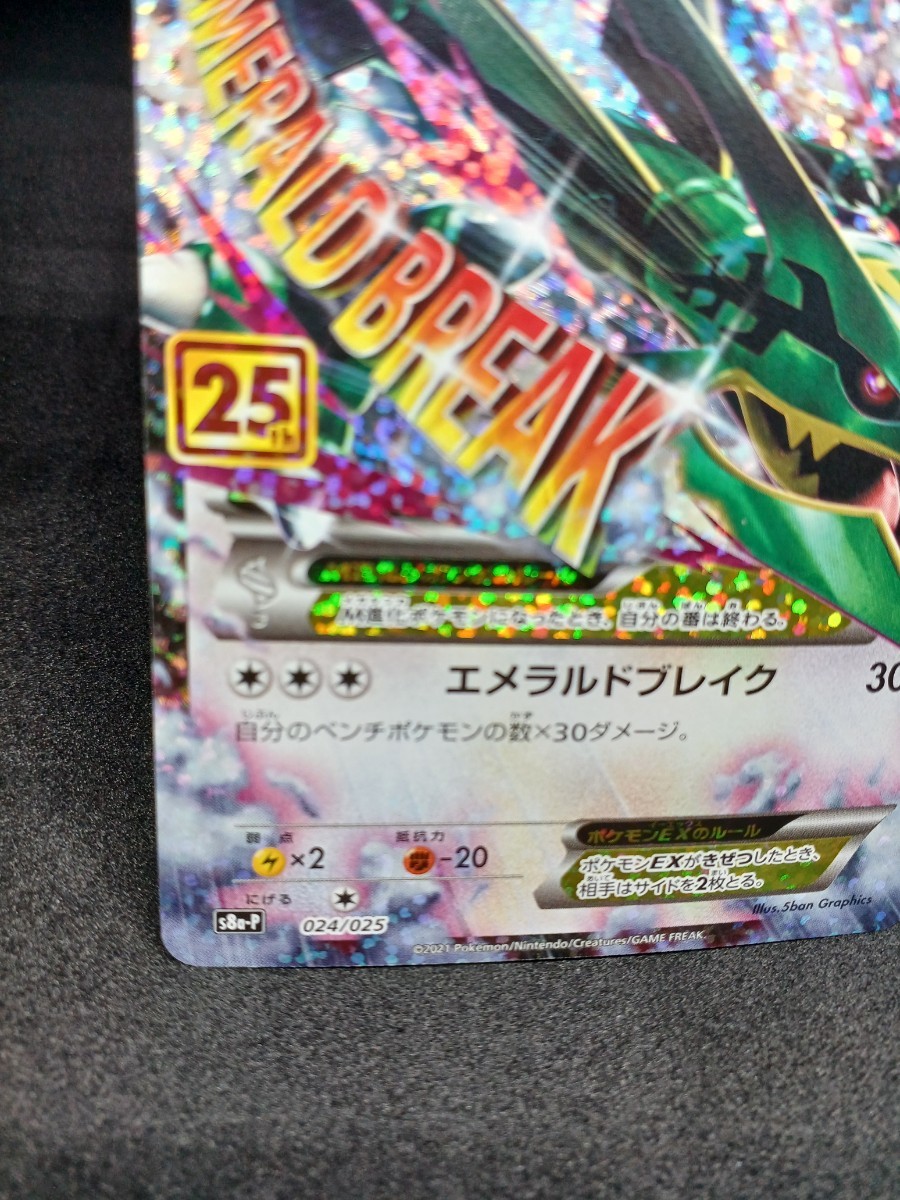 MERALD BREAK
25th
M進化ポケモンになったとき、自分の番は終わる。
エメラルドブレイク 30
自分のベンチポケモンの数×30ダメージ。
弱点 抵抗力
×2 -20
ポケモンEXのルール
ポケモンEXがきぜつしたとき、
相手はサイドを2枚とる。
にげる
Illus.5ban Graphics
s8a-P 024/025
©2021 Pokémon/Nintendo/Creatures/GAME FREAK.